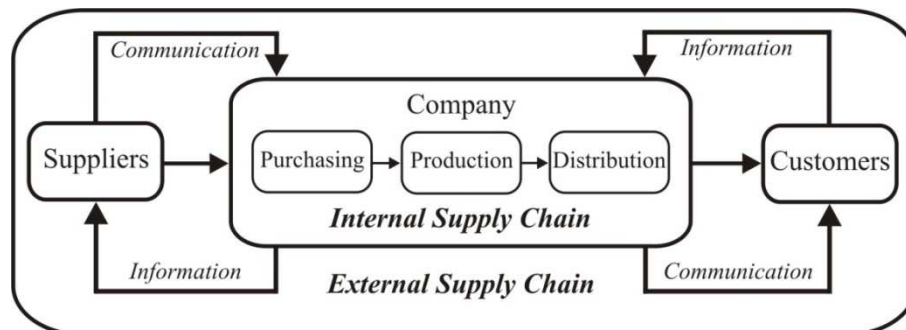 Communication
Information
Company
Suppliers
Purchasing
Production
Distribution
Customers
Internal Supply Chain
Information
External Supply Chain
Communication